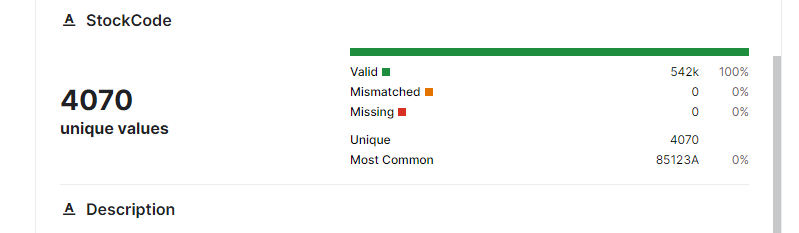 A StockCode
4070
unique values
Valid 542k 100%
Mismatched 0 0%
Missing 0 0%
Unique 4070
Most Common 85123A 0%
A Description